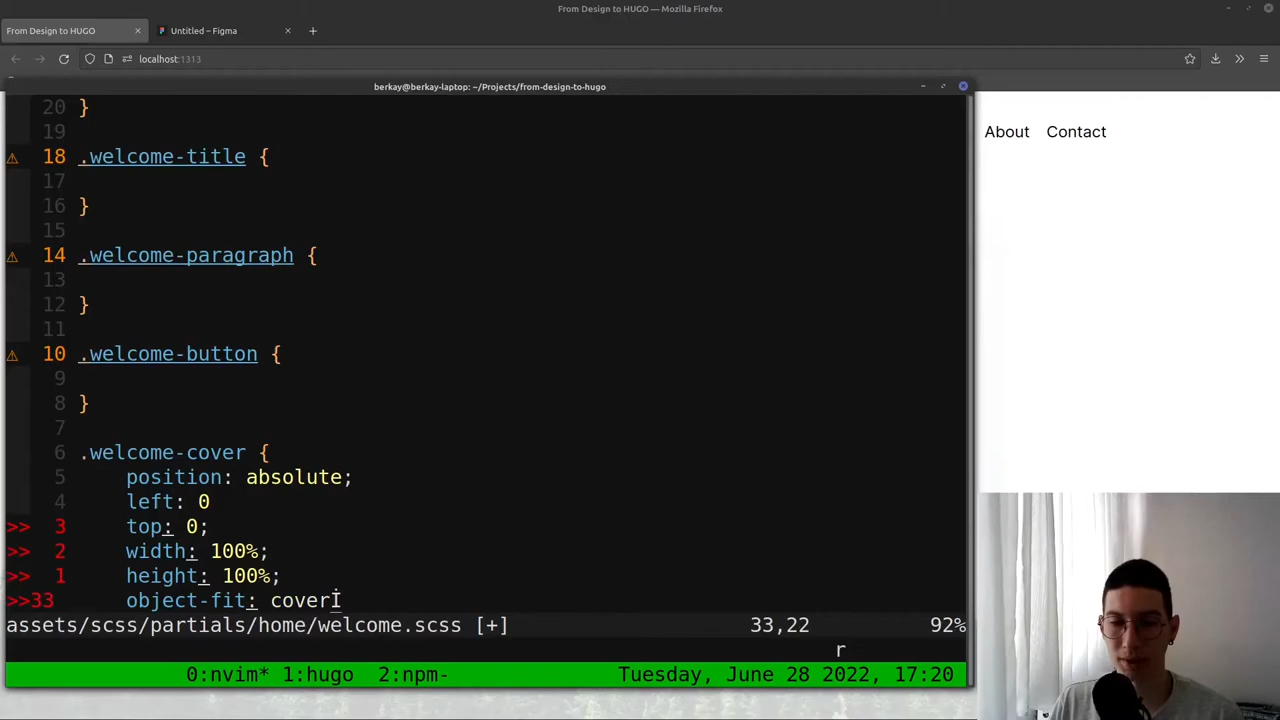 From Design to HUGO — Mozilla Firefox
From Design to HUGO
Untitled – Figma
localhost:1313
berkay@berkay-laptop: ~/Projects/from-design-to-hugo
About Contact
20 }
19
18 .welcome-title {
17
16 }
15
14 .welcome-paragraph {
13
12 }
11
10 .welcome-button {
9
8 }
7
6 .welcome-cover {
5 position: absolute;
4 left: 0
>> 3 top: 0;
>> 2 width: 100%;
>> 1 height: 100%;
>>33 object-fit: cover
assets/scss/partials/home/welcome.scss [+] 33,22 92%
r
0:nvim* 1:hugo 2:npm- Tuesday, June 28 2022, 17:20